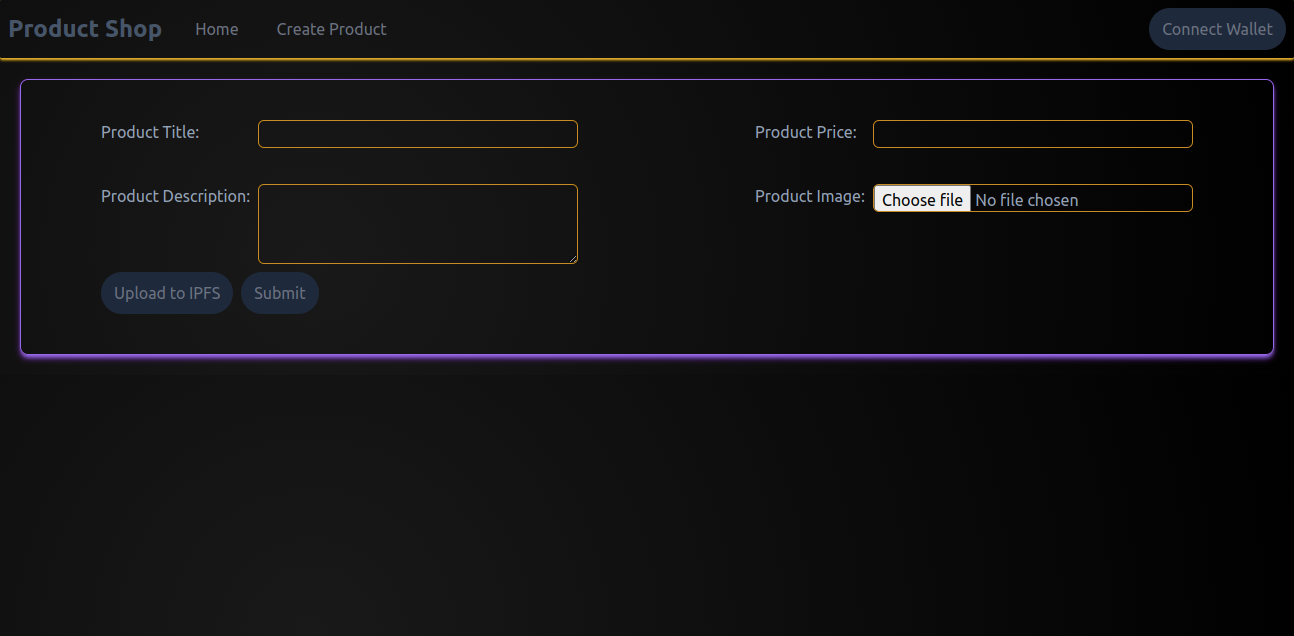 Product Shop Home Create Product Connect Wallet
Product Title: Product Price:
Product Description: Product Image: Choose file No file chosen
Upload to IPFS Submit